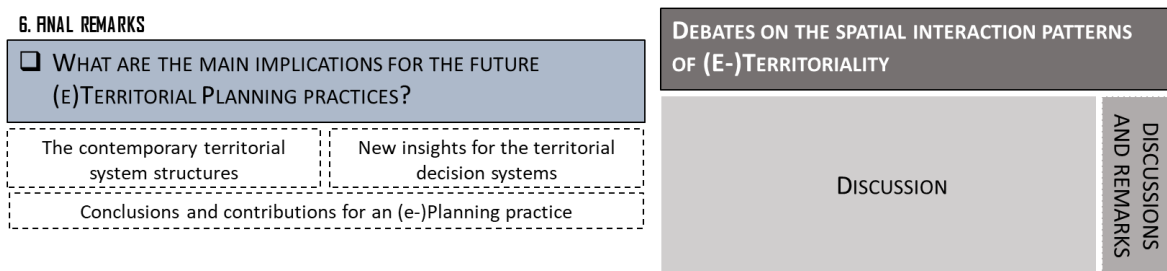 6. FINAL REMARKS
❑ WHAT ARE THE MAIN IMPLICATIONS FOR THE FUTURE
(E)TERRITORIAL PLANNING PRACTICES?
The contemporary territorial
system structures
New insights for the territorial
decision systems
Conclusions and contributions for an (e-)Planning practice
DEBATES ON THE SPATIAL INTERACTION PATTERNS
OF (E-)TERRITORIALITY
DISCUSSION
DISCUSSIONS
AND REMARKS